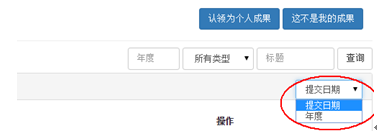 认领为个人成果 这不是我的成果
年度 所有类型 标题 查询
提交日期
提交日期
年度
操作